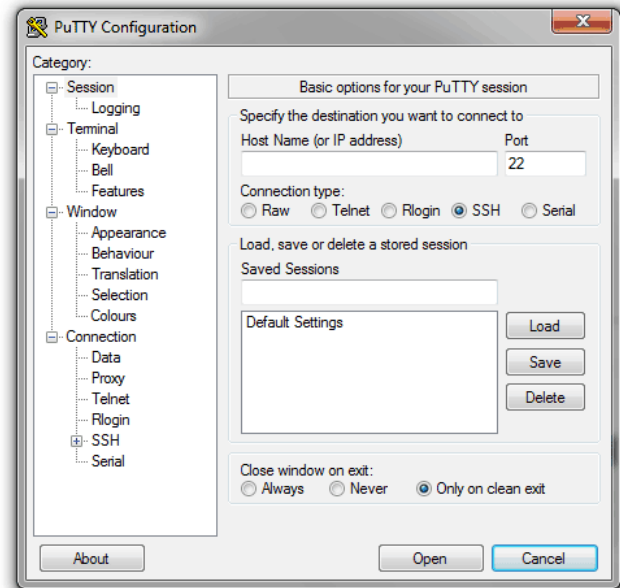 PuTTY Configuration
Category:
Session
Logging
Terminal
Keyboard
Bell
Features
Window
Appearance
Behaviour
Translation
Selection
Colours
Connection
Data
Proxy
Telnet
Rlogin
SSH
Serial
Basic options for your PuTTY session
Specify the destination you want to connect to
Host Name (or IP address) Port
22
Connection type:
Raw Telnet Rlogin SSH Serial
Load, save or delete a stored session
Saved Sessions
Default Settings
Load
Save
Delete
Close window on exit:
Always Never Only on clean exit
About Open Cancel